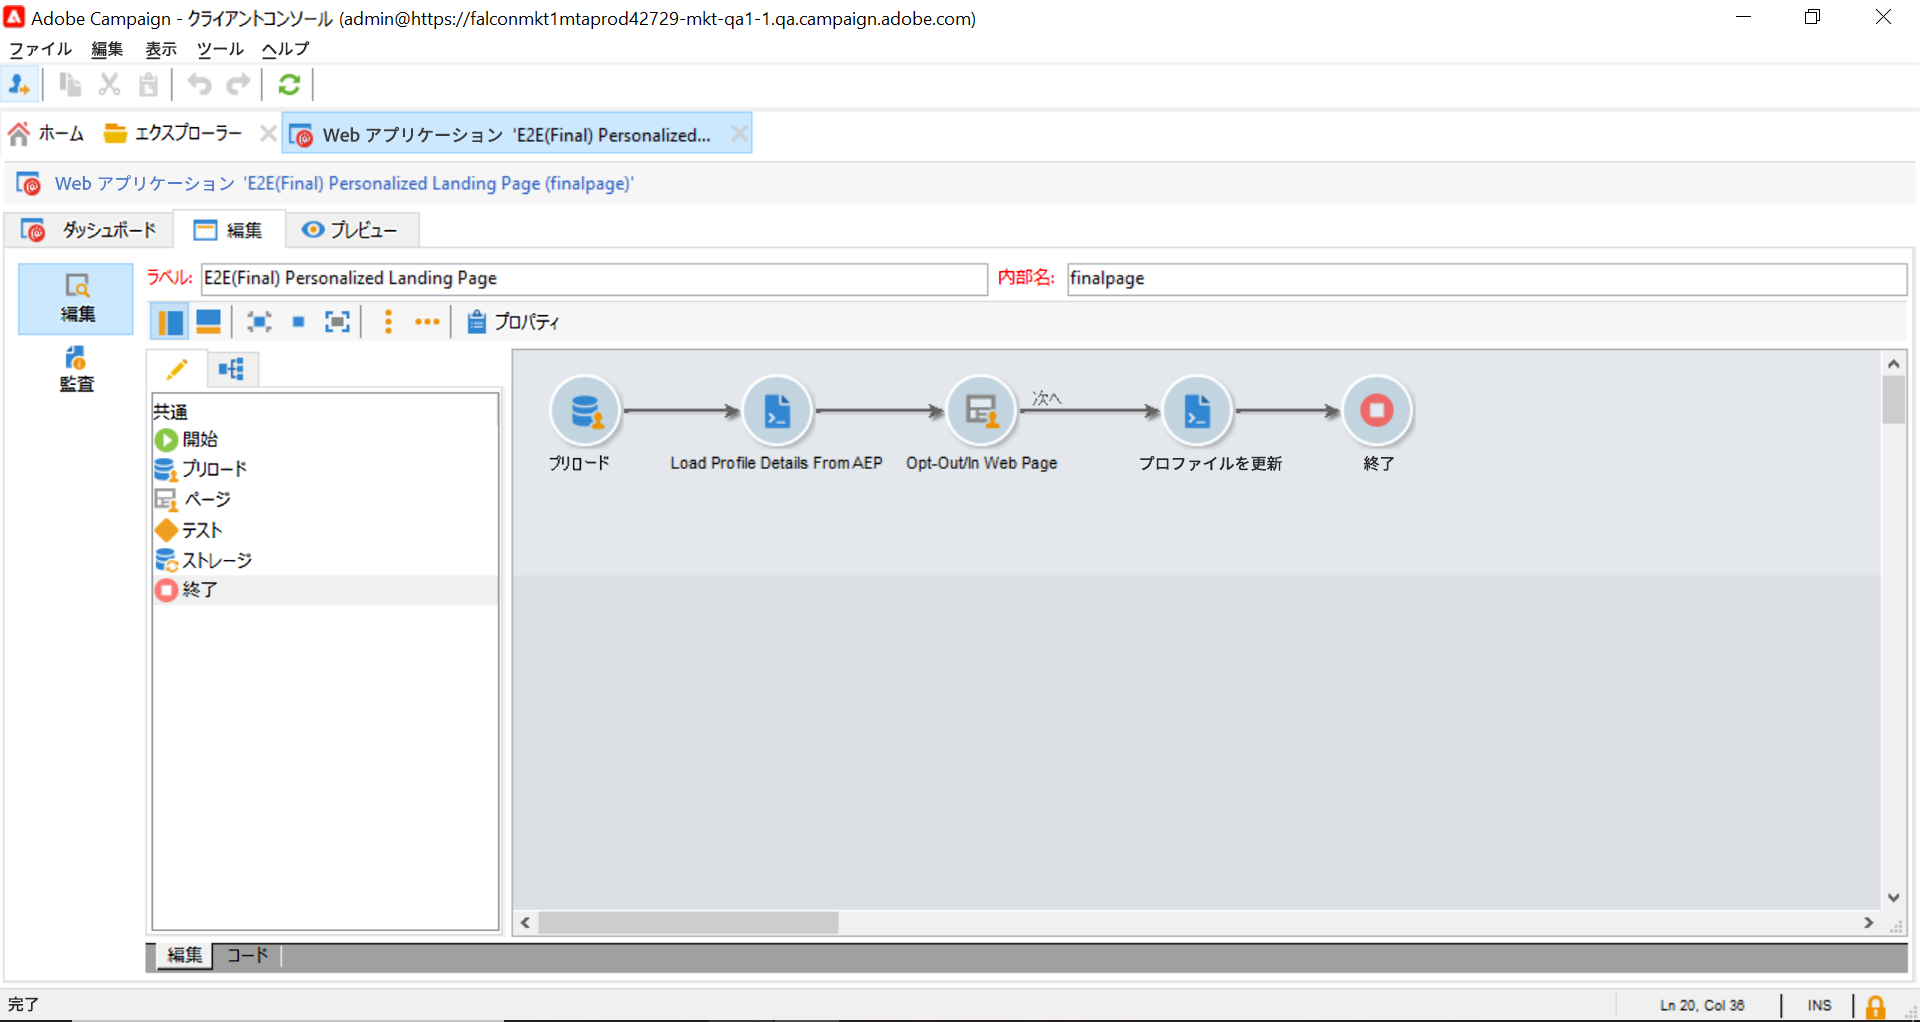 Adobe Campaign - クライアントコンソール (admin@https://falconmkt1mtaprod42729-mkt-qa1-1.qa.campaign.adobe.com)
ファイル 編集 表示 ツール ヘルプ
ホーム エクスプローラー Web アプリケーション 'E2E(Final) Personalized...
Web アプリケーション 'E2E(Final) Personalized Landing Page (finalpage)'
ダッシュボード 編集 プレビュー
ラベル: E2E(Final) Personalized Landing Page 内部名: finalpage
編集
プロパティ
監査
共通
開始
プリロード
ページ
テスト
ストレージ
終了
次へ
プリロード Load Profile Details From AEP Opt-Out/In Web Page プロファイルを更新 終了
編集 コード
完了 Ln 20, Col 36 INS